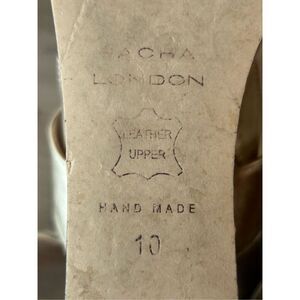 SACHA
LONDON
LEATHER
UPPER
HAND MADE
10